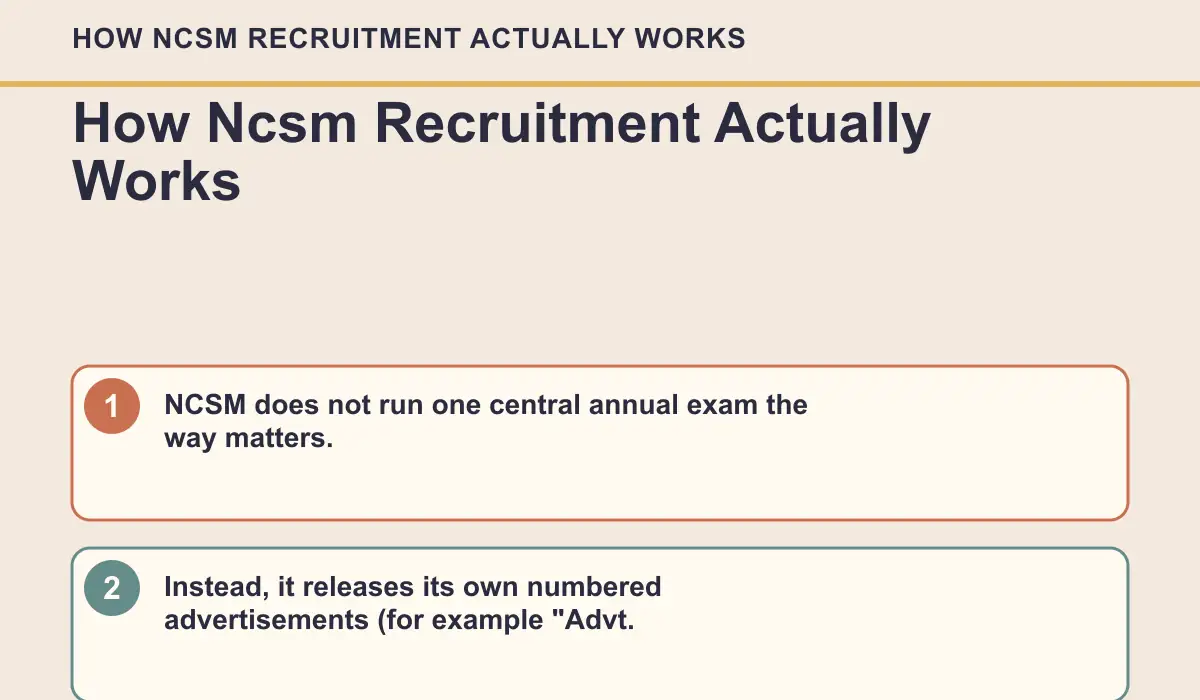 HOW NCSM RECRUITMENT ACTUALLY WORKS
How Ncsm Recruitment Actually
Works
1
NCSM does not run one central annual exam the
way matters.
2
Instead, it releases its own numbered
advertisements (for example "Advt.